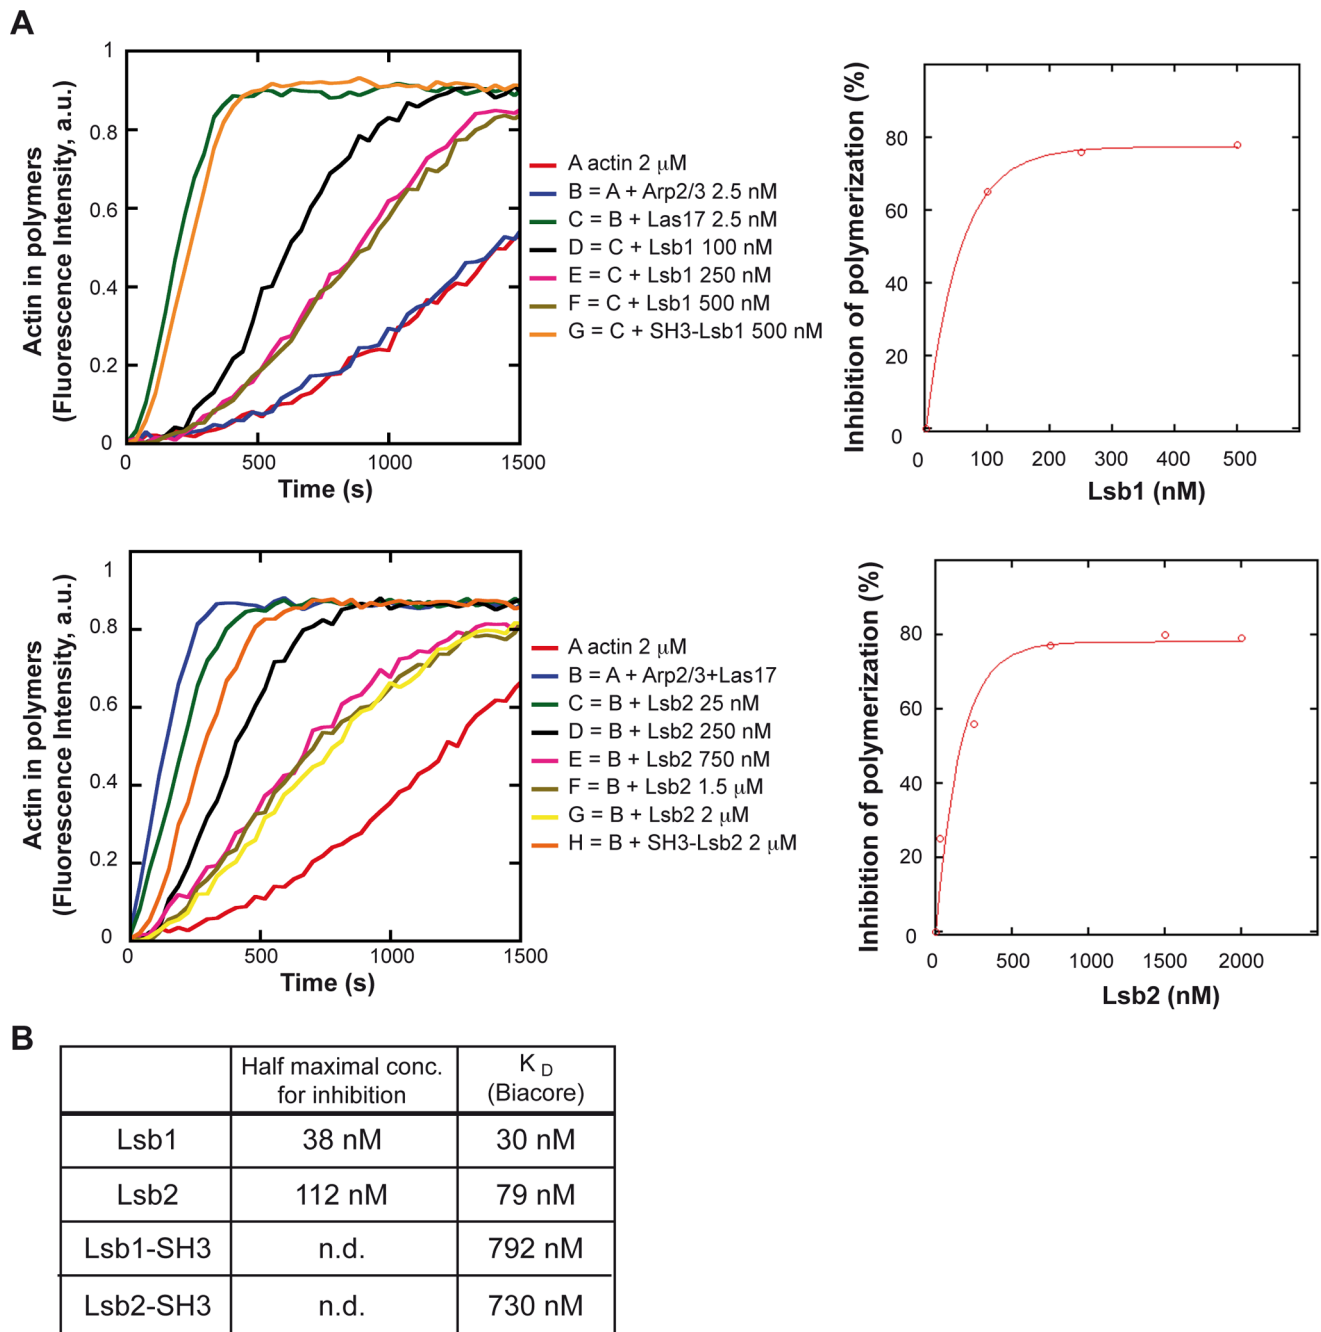 A
Actin in polymers
(Fluorescence Intensity, a.u.)
1
0.8
0.6
0.4
0.2
0
0 500 1000 1500
Time (s)
A actin 2 μM
B = A + Arp2/3 2.5 nM
C = B + Las17 2.5 nM
D = C + Lsb1 100 nM
E = C + Lsb1 250 nM
F = C + Lsb1 500 nM
G = C + SH3-Lsb1 500 nM
Inhibition of polymerization (%)
80
60
40
20
0
0 100 200 300 400 500
Lsb1 (nM)
Actin in polymers
(Fluorescence Intensity, a.u.)
1
0.8
0.6
0.4
0.2
0
0 500 1000 1500
Time (s)
A actin 2 μM
B = A + Arp2/3+Las17
C = B + Lsb2 25 nM
D = B + Lsb2 250 nM
E = B + Lsb2 750 nM
F = B + Lsb2 1.5 μM
G = B + Lsb2 2 μM
H = B + SH3-Lsb2 2 μM
Inhibition of polymerization (%)
80
60
40
20
0
0 500 1000 1500 2000
Lsb2 (nM)
B
Half maximal conc.
for inhibition
K D
(Biacore)
Lsb1 38 nM 30 nM
Lsb2 112 nM 79 nM
Lsb1-SH3 n.d. 792 nM
Lsb2-SH3 n.d. 730 nM